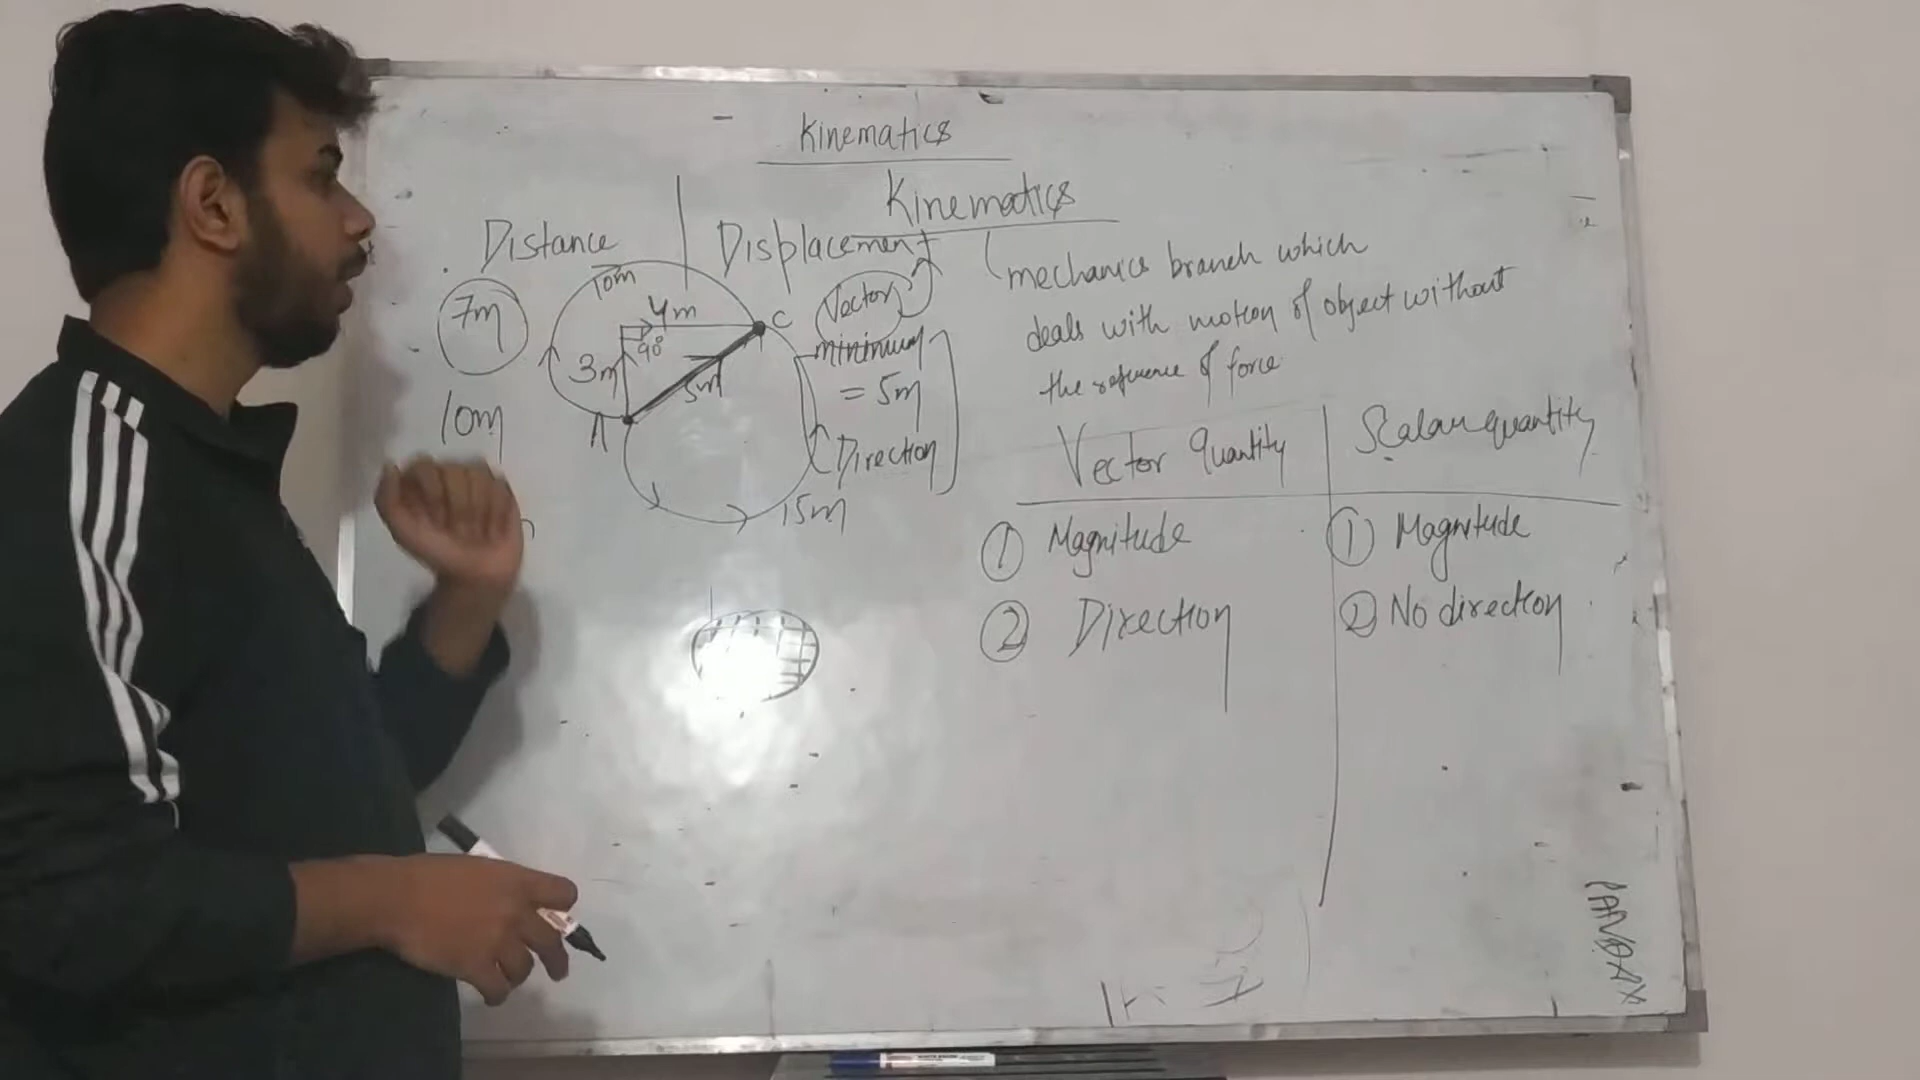 Kinematics
Kinematics
Distance
Displacement
(mechanics branch which
deals with motion of object without
the reference of force
7m
10m
10m
4m
C
90°
3m
5m
A
15m
Vector
minimum
= 5m
Direction
Vector Quantity
Scalar quantity
① Magnitude
① Magnitude
② Direction
② No direction